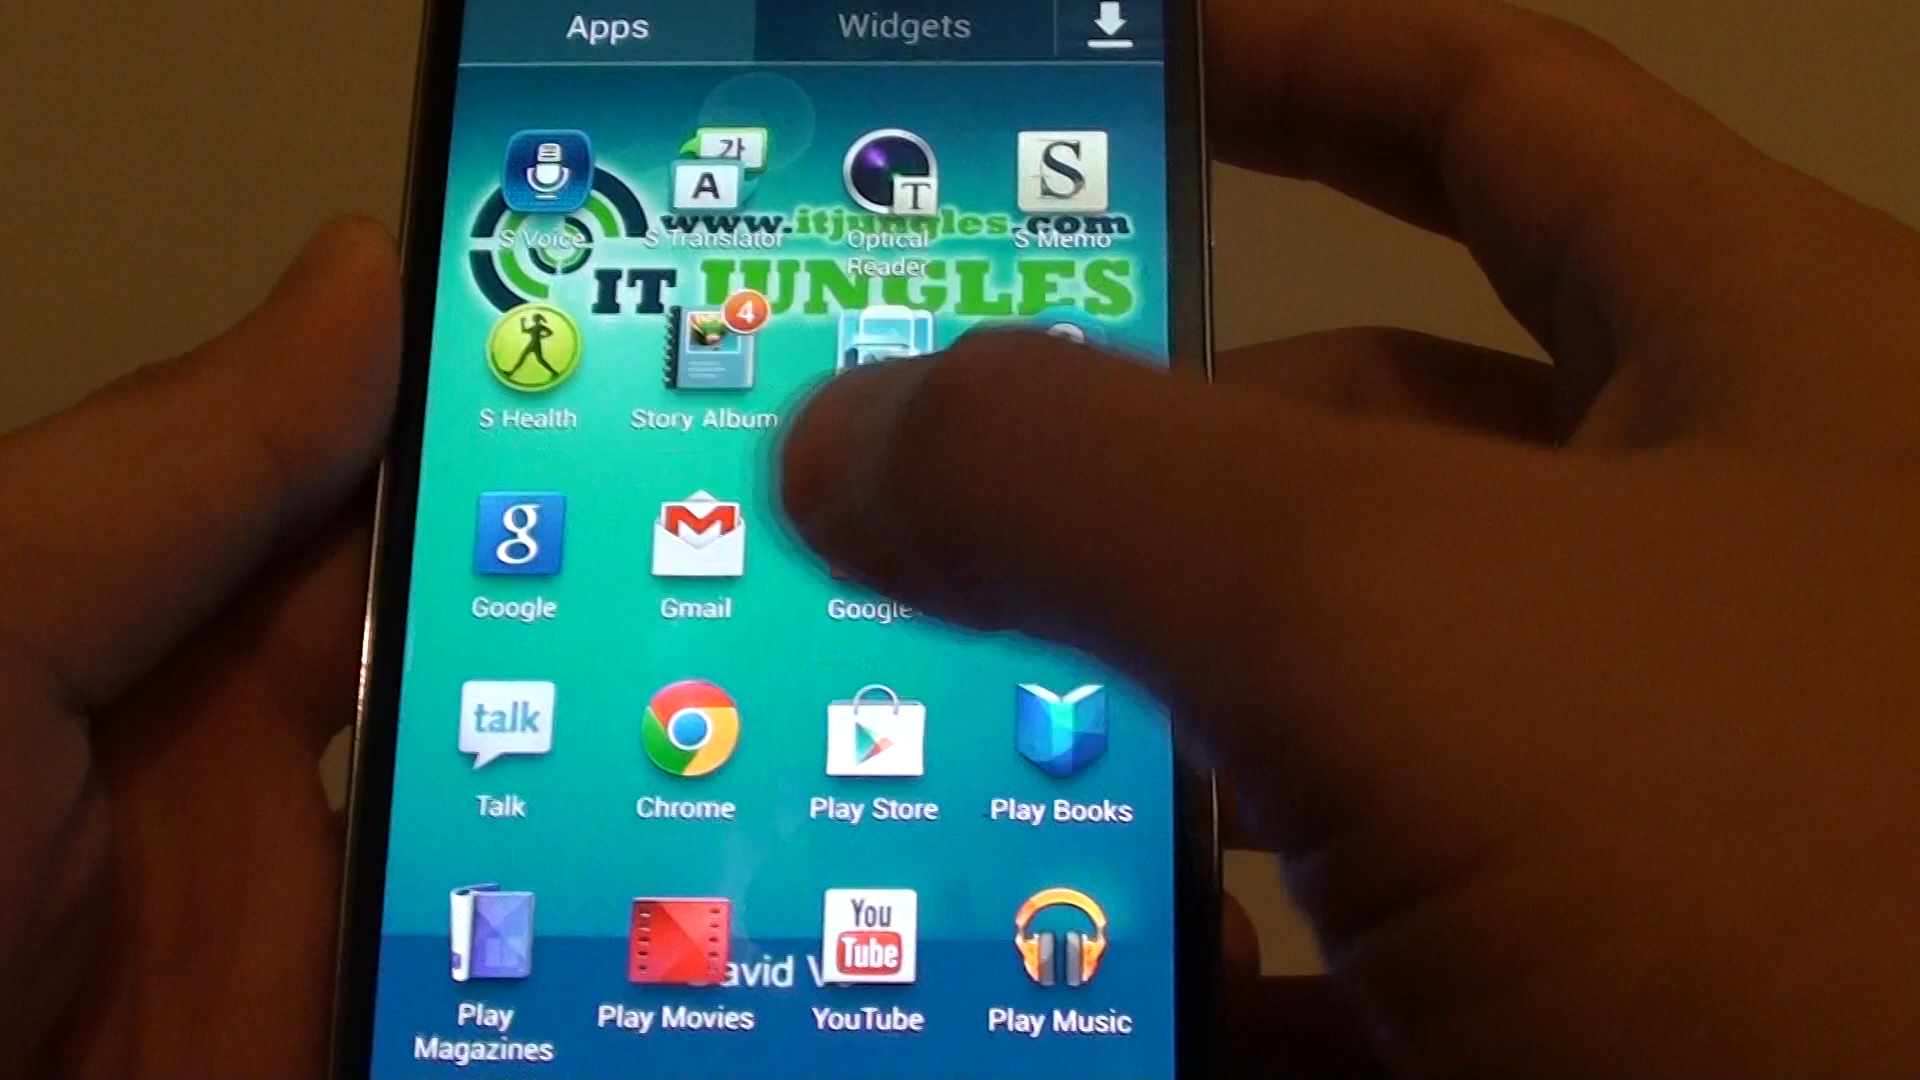 Apps Widgets
가
A
T
S
S Voice S Translator Optical Reader S Memo
www.itjungles.com
IT JUNGLES
4
S Health Story Album
g
Google Gmail Google
talk
Talk Chrome Play Store Play Books
You
Tube
avid V
Play Magazines Play Movies YouTube Play Music